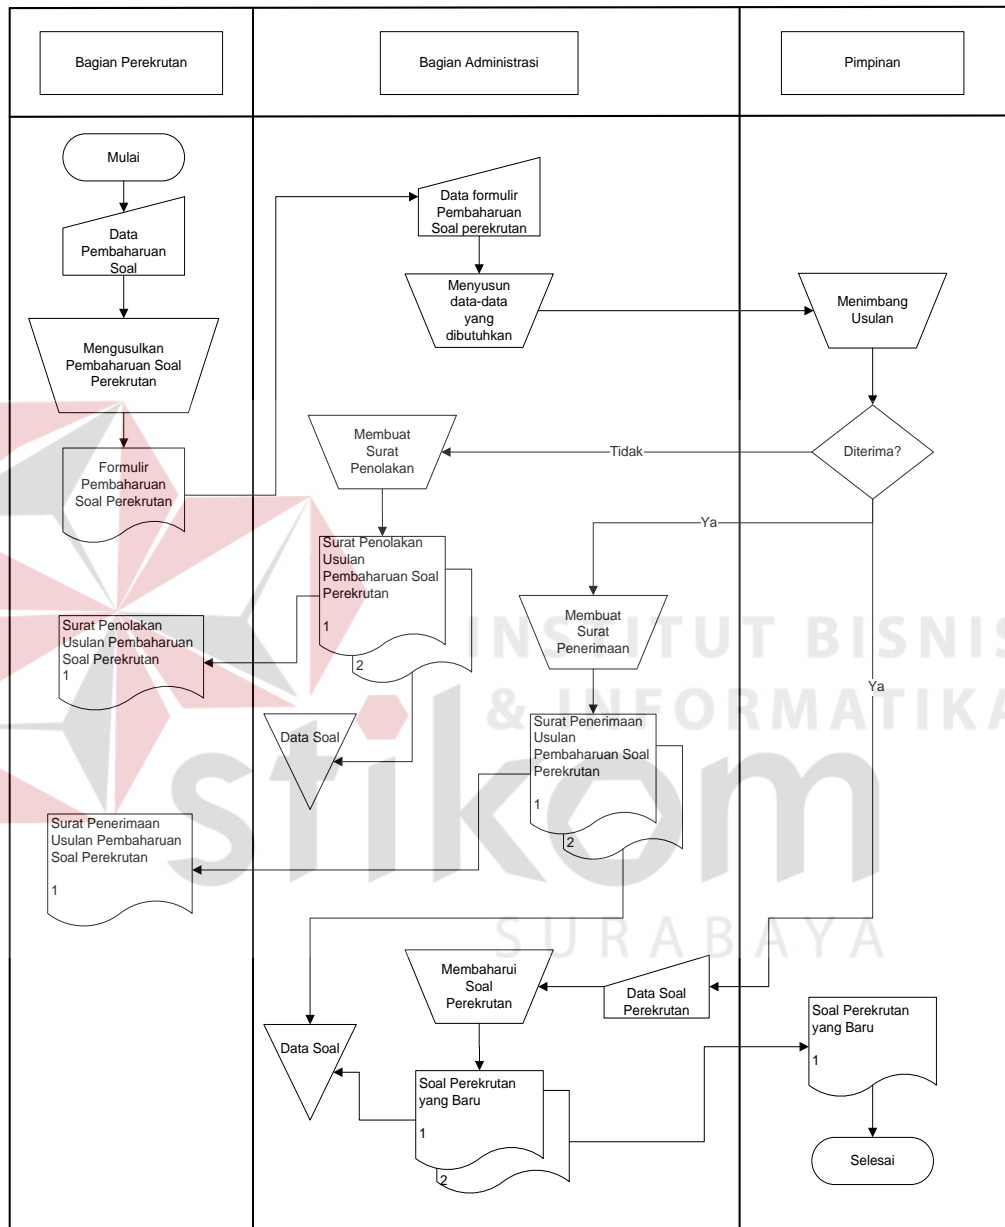 Bagian Perekrutan
Bagian Administrasi
Pimpinan
Mulai
Data
Pembaharuan
Soal
Mengusulkan
Pembaharuan Soal
Perekrutan
Formulir
Pembaharuan
Soal Perekrutan
Data formulir
Pembaharuan
Soal perekrutan
Menyusun
data-data
yang
dibutuhkan
Menimbang
Usulan
Diterima?
Tidak
Ya
Ya
Membuat
Surat
Penolakan
Surat Penolakan
Usulan
Pembaharuan Soal
Perekrutan
1
2
Surat Penolakan
Usulan Pembaharuan
Soal Perekrutan
1
Data Soal
Membuat
Surat
Penerimaan
Surat Penerimaan
Usulan
Pembaharuan Soal
Perekrutan
1
2
Surat Penerimaan
Usulan Pembaharuan
Soal Perekrutan
1
Data Soal Perekrutan
Membaharui
Soal
Perekrutan
Data Soal
Soal Perekrutan
yang Baru
1
2
Soal Perekrutan
yang Baru
1
Selesai
INSTITUT BISNIS
& INFORMATIKA
stikom
SURABAYA